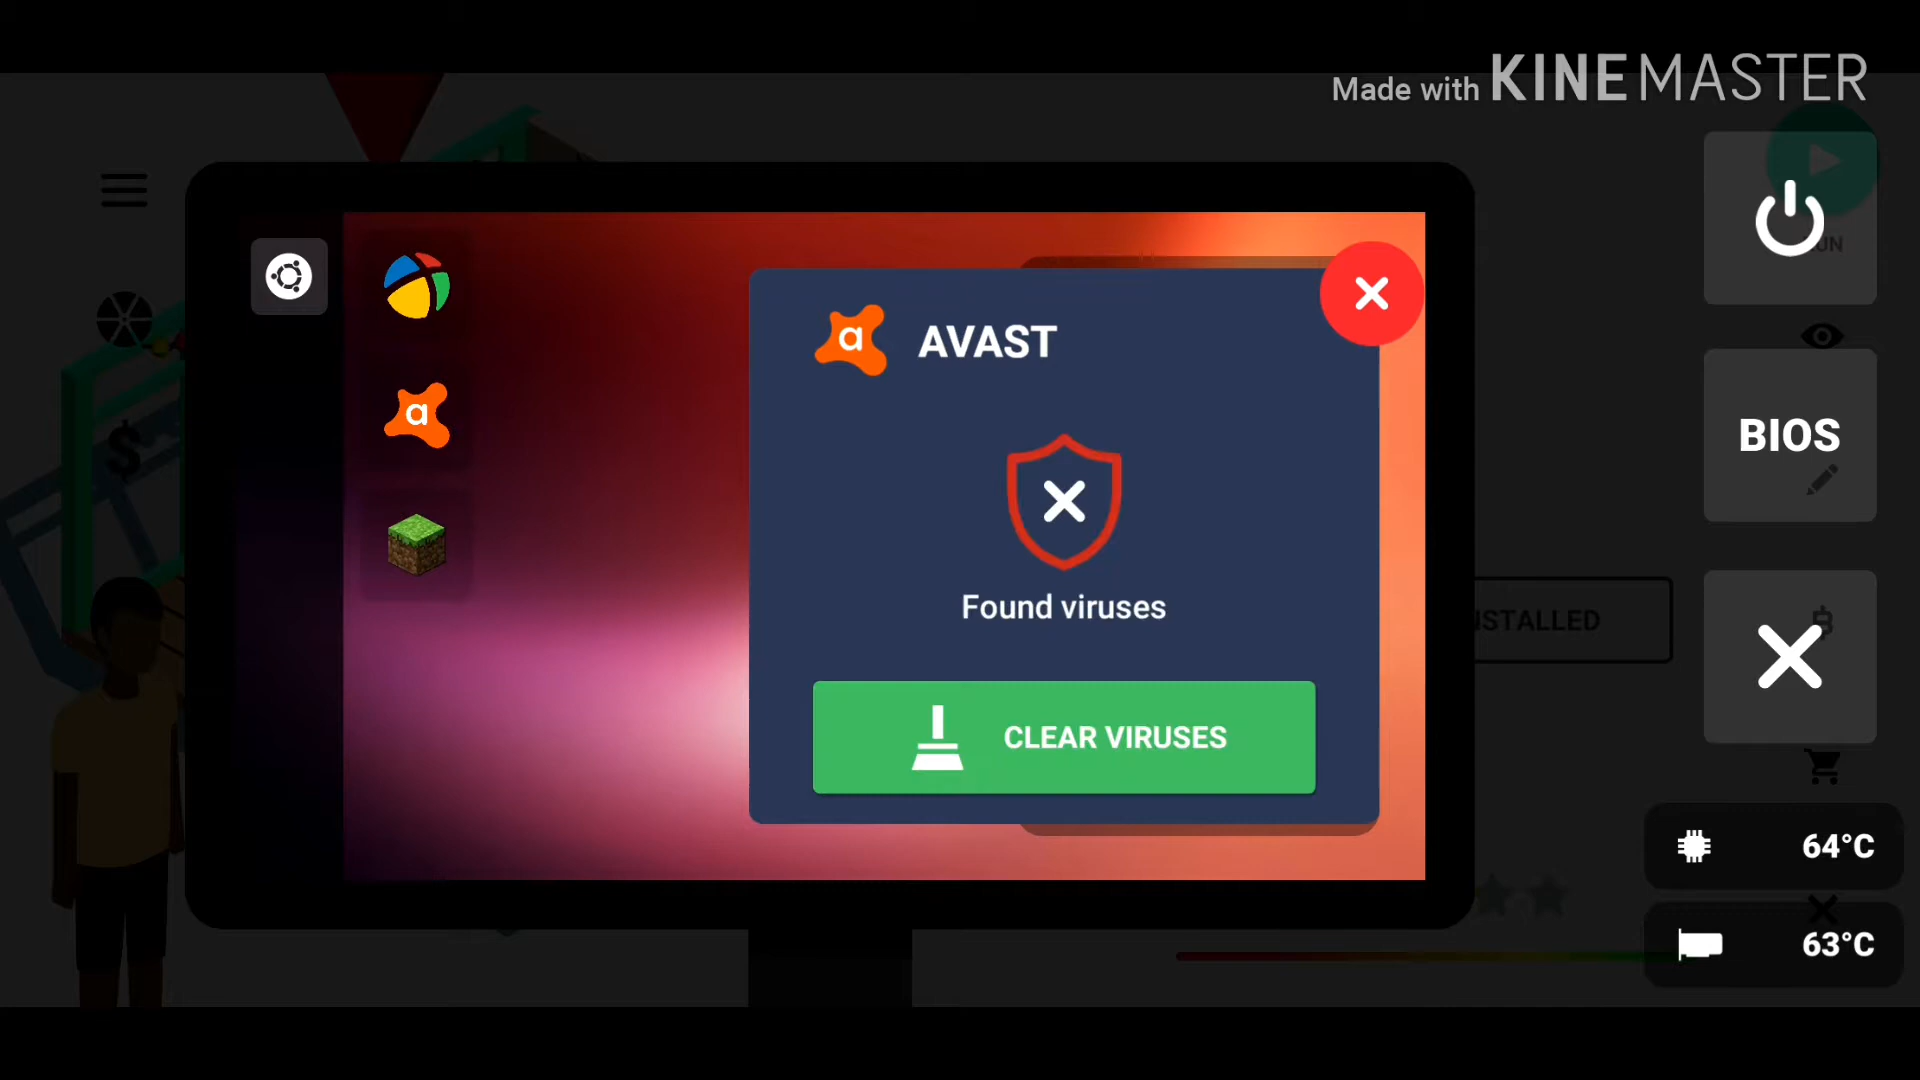 Made with KINEMASTER
a AVAST
a
Found viruses
CLEAR VIRUSES
BIOS
$
64°C
63°C